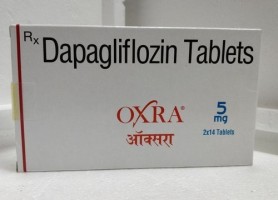 Rx Dapagliflozin Tablets
OXRA®
ऑक्सरा
5
mg
2x14 Tablets